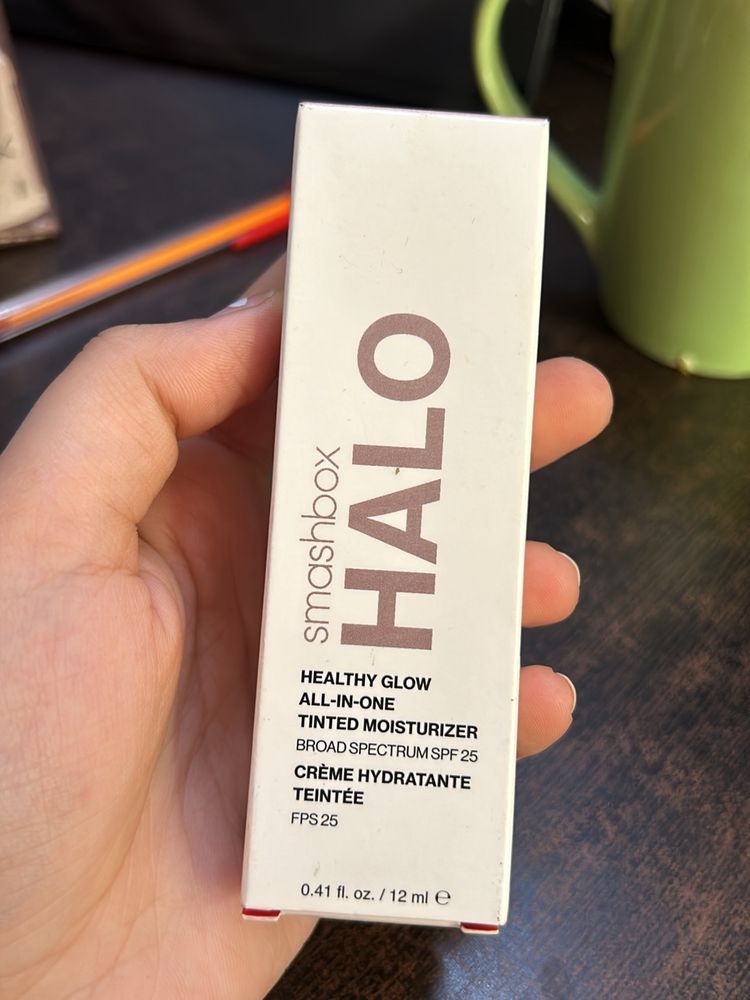 smashbox
HALO
HEALTHY GLOW
ALL-IN-ONE
TINTED MOISTURIZER
BROAD SPECTRUM SPF 25
CRÈME HYDRATANTE
TEINTÉE
FPS 25
0.41 fl. oz. / 12 ml ℮